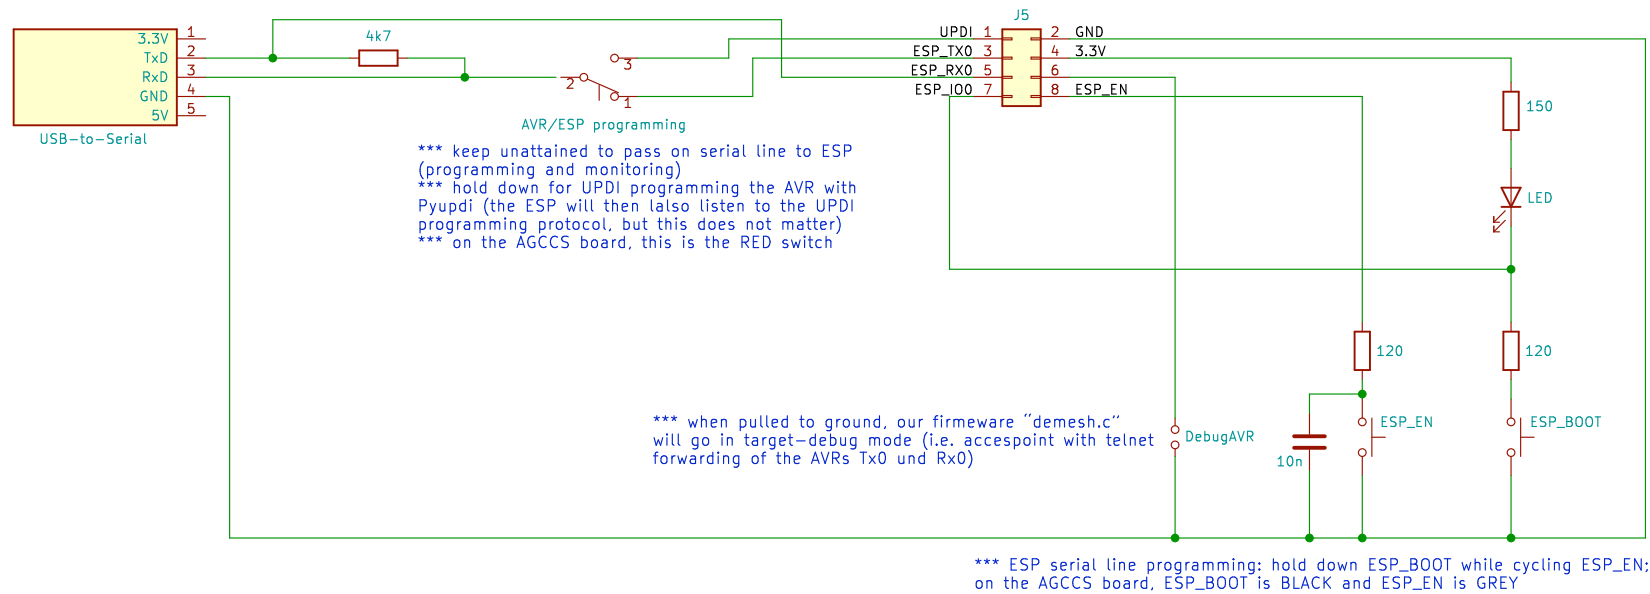 3.3V 1
TxD 2
RxD 3
GND 4
5V 5
USB-to-Serial
4k7
3
2
1
AVR/ESP programming
*** keep unattained to pass on serial line to ESP
(programming and monitoring)
*** hold down for UPDI programming the AVR with
Pyupdi (the ESP will then lalso listen to the UPDI
programming protocol, but this does not matter)
*** on the AGCCS board, this is the RED switch
J5
UPDI 1 2 GND
ESP_TX0 3 4 3.3V
ESP_RX0 5 6
ESP_IO0 7 8 ESP_EN
150
LED
120
120
*** when pulled to ground, our firmeware "demesh.c"
will go in target-debug mode (i.e. accespoint with telnet
forwarding of the AVRs Tx0 und Rx0)
DebugAVR
10n
ESP_EN
ESP_BOOT
*** ESP serial line programming: hold down ESP_BOOT while cycling ESP_EN;
on the AGCCS board, ESP_BOOT is BLACK and ESP_EN is GREY